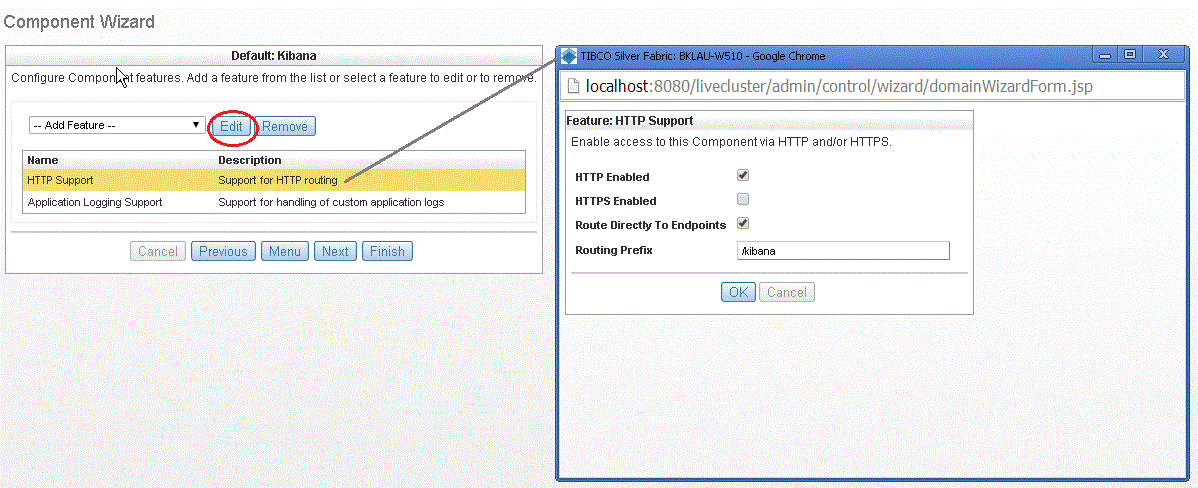 Component Wizard
Default: Kibana
Configure Component features. Add a feature from the list or select a feature to edit or to remove.
-- Add Feature --
Edit
Remove
Name Description
HTTP Support Support for HTTP routing
Application Logging Support Support for handling of custom application logs
Cancel Previous Menu Next Finish
TIBCO Silver Fabric: BKLAU-W510 - Google Chrome
localhost:8080/livecluster/admin/control/wizard/domainWizardForm.jsp
Feature: HTTP Support
Enable access to this Component via HTTP and/or HTTPS.
HTTP Enabled
HTTPS Enabled
Route Directly To Endpoints
Routing Prefix /kibana
OK Cancel